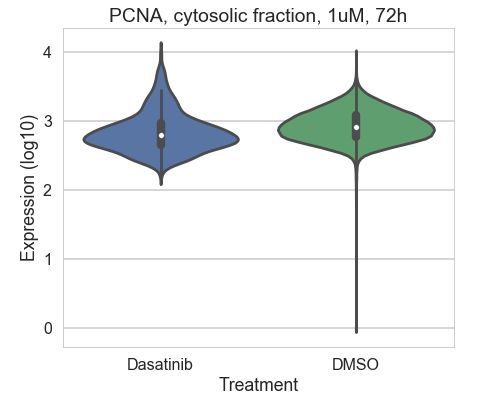 PCNA, cytosolic fraction, 1uM, 72h
Expression (log10)
4
3
2
1
0
Dasatinib DMSO
Treatment